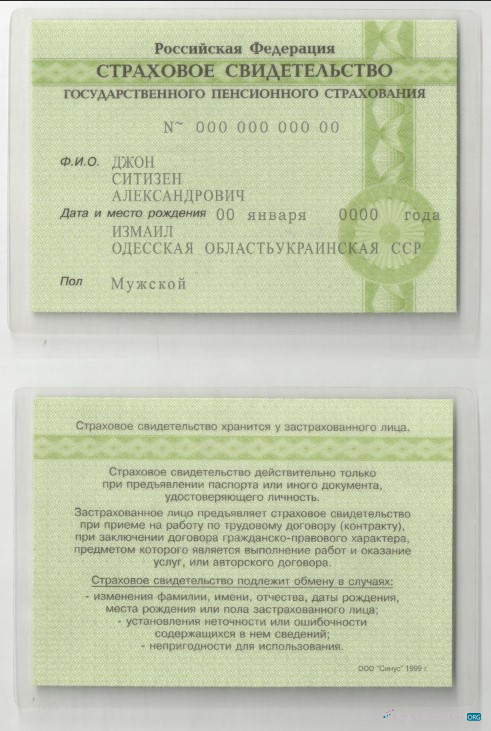 Российская Федерация
СТРАХОВОЕ СВИДЕТЕЛЬСТВО
ГОСУДАРСТВЕННОГО ПЕНСИОННОГО СТРАХОВАНИЯ
N~ 000 000 000 00
Ф.И.О. ДЖОН
СИТИЗЕН
АЛЕКСАНДРОВИЧ
Дата и место рождения 00 января 0000 года
ИЗМАИЛ
ОДЕССКАЯ ОБЛАСТЬУКРАИНСКАЯ ССР
Пол Мужской
Страховое свидетельство хранится у застрахованного лица.
Страховое свидетельство действительно только
при предъявлении паспорта или иного документа,
удостоверяющего личность.
Застрахованное лицо предъявляет страховое свидетельство
при приеме на работу по трудовому договору (контракту),
при заключении договора гражданско-правового характера,
предметом которого является выполнение работ и оказание
услуг, или авторского договора.
Страховое свидетельство подлежит обмену в случаях:
- изменения фамилии, имени, отчества, даты рождения,
места рождения или пола застрахованного лица;
- установления неточности или ошибочности
содержащихся в нем сведений;
- непригодности для использования.
ООО "Синус" 1999 г.
ORG